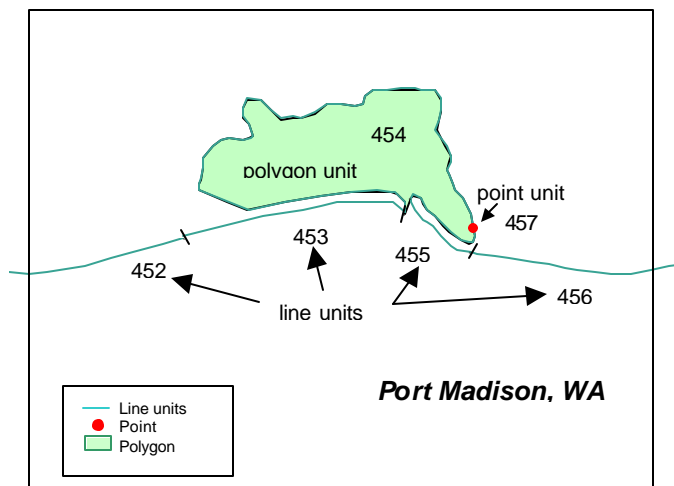 454
polygon unit
point unit
457
453
455
452
456
line units
Port Madison, WA
Line units
Point
Polygon